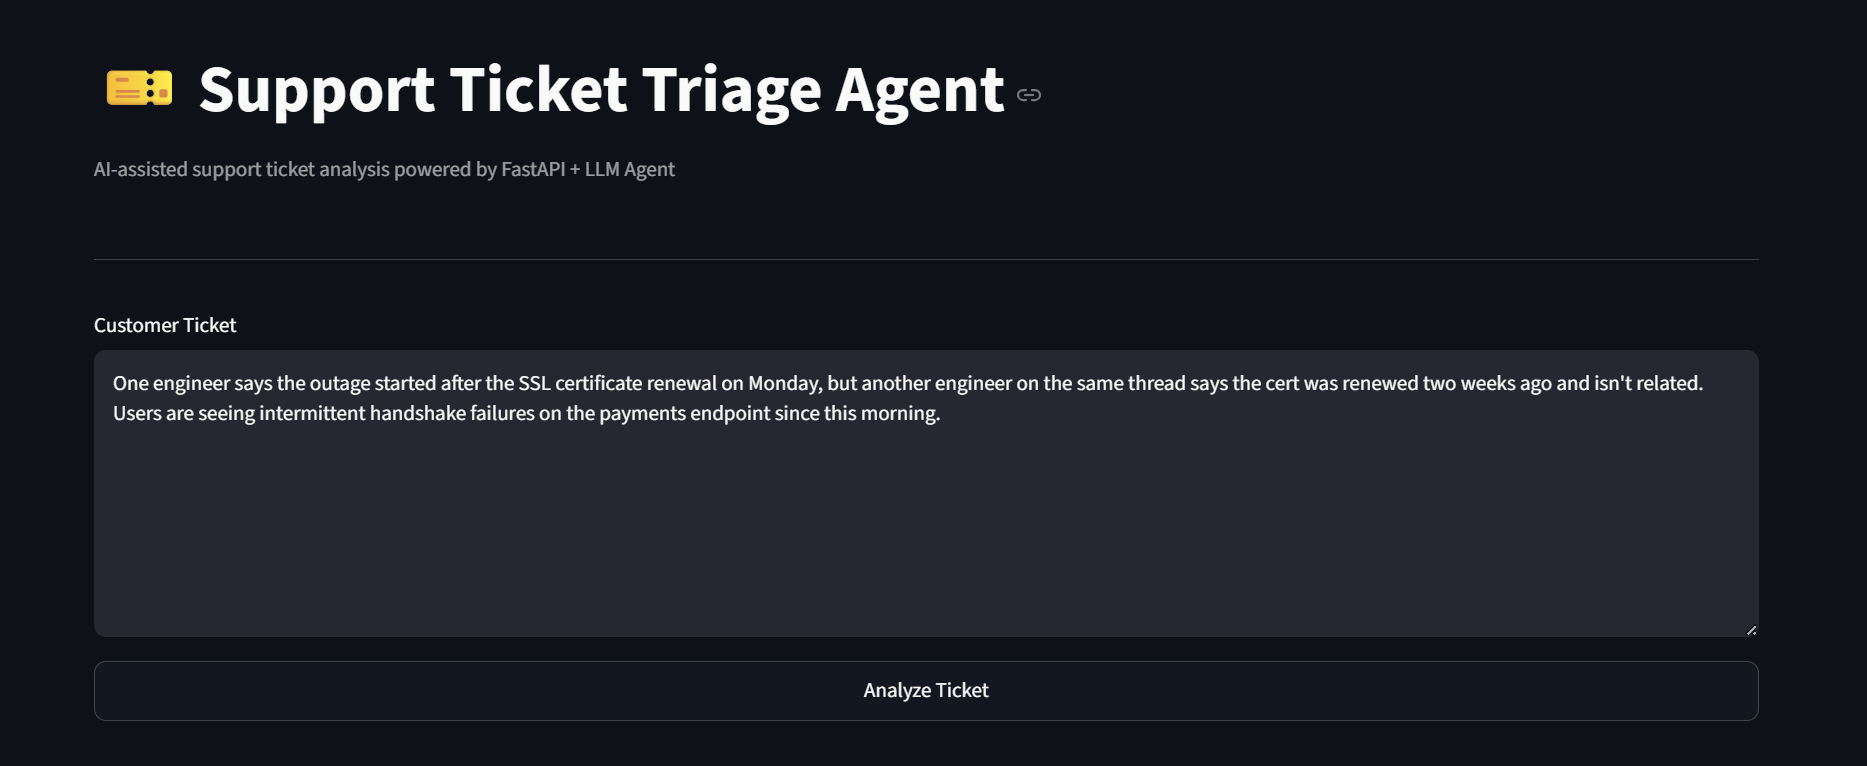 Support Ticket Triage Agent
AI-assisted support ticket analysis powered by FastAPI + LLM Agent
Customer Ticket
One engineer says the outage started after the SSL certificate renewal on Monday, but another engineer on the same thread says the cert was renewed two weeks ago and isn't related.
Users are seeing intermittent handshake failures on the payments endpoint since this morning.
Analyze Ticket